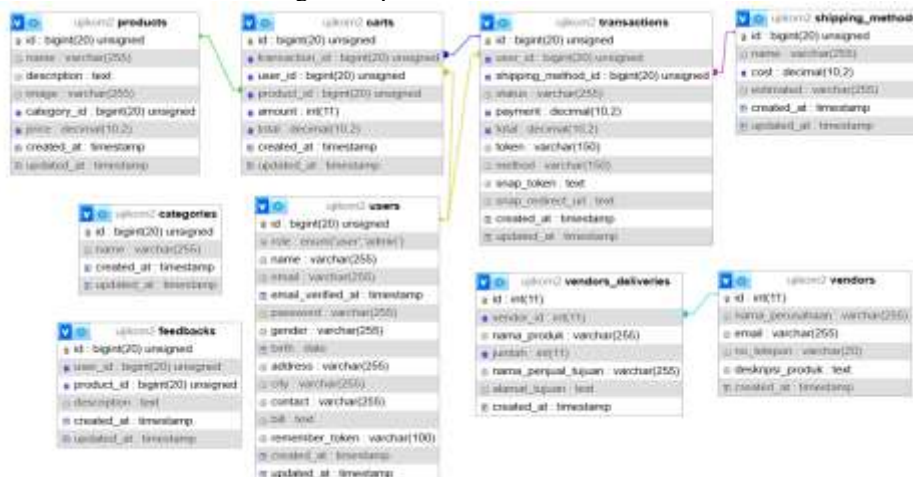 ujikom2 products
id : bigint(20) unsigned
name : varchar(255)
description : text
image : varchar(255)
category_id : bigint(20) unsigned
price : decimal(10,2)
created_at : timestamp
updated_at : timestamp
ujikom2 carts
id : bigint(20) unsigned
transaction_id : bigint(20) unsigned
user_id : bigint(20) unsigned
product_id : bigint(20) unsigned
amount : int(11)
total : decimal(10,2)
created_at : timestamp
updated_at : timestamp
ujikom2 transactions
id : bigint(20) unsigned
user_id : bigint(20) unsigned
shipping_method_id : bigint(20) unsigned
status : varchar(255)
payment : decimal(10,2)
total : decimal(10,2)
token : varchar(150)
method : varchar(150)
snap_token : text
snap_redirect_url : text
created_at : timestamp
updated_at : timestamp
ujikom2 shipping_method
id : bigint(20) unsigned
name : varchar(255)
cost : decimal(10,2)
estimated : varchar(255)
created_at : timestamp
updated_at : timestamp
ujikom2 categories
id : bigint(20) unsigned
name : varchar(255)
created_at : timestamp
updated_at : timestamp
ujikom2 users
id : bigint(20) unsigned
role : enum('user','admin')
name : varchar(255)
email : varchar(255)
email_verified_at : timestamp
password : varchar(255)
gender : varchar(255)
birth : date
address : varchar(255)
city : varchar(255)
contact : varchar(255)
bill : text
remember_token : varchar(100)
created_at : timestamp
updated_at : timestamp
ujikom2 feedbacks
id : bigint(20) unsigned
user_id : bigint(20) unsigned
product_id : bigint(20) unsigned
description : text
created_at : timestamp
updated_at : timestamp
ujikom2 vendors_deliveries
id : int(11)
vendor_id : int(11)
nama_produk : varchar(255)
jumlah : int(11)
nama_penjual_tujuan : varchar(255)
alamat_tujuan : text
created_at : timestamp
ujikom2 vendors
id : int(11)
nama_perusahaan : varchar(255)
email : varchar(255)
no_telepon : varchar(20)
deskripsi_produk : text
created_at : timestamp